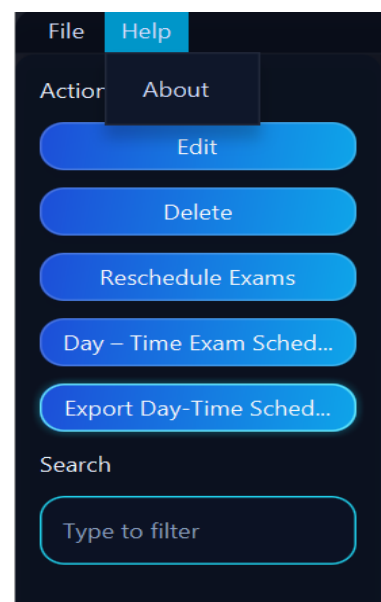 File Help
About
Action
Edit
Delete
Reschedule Exams
Day – Time Exam Sched...
Export Day-Time Sched...
Search
Type to filter